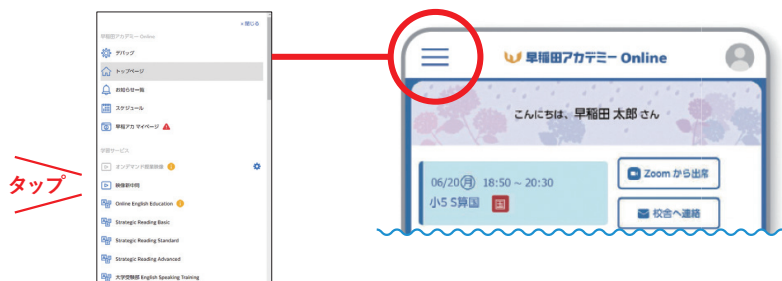 × 閉じる
早稲田アカデミー Online
デバッグ
トップページ
お知らせ一覧
スケジュール
早稲アカ マイページ
学習サービス
オンデマンド授業映像
映像駅中同
Online English Education
Strategic Reading Basic
Strategic Reading Standard
Strategic Reading Advanced
大学受験部 English Speaking Training
タップ
早稲田アカデミー Online
こんにちは、早稲田 太郎 さん
06/20(月) 18:50 ~ 20:30
小5 S算国 国
Zoom から出席
校舎へ連絡